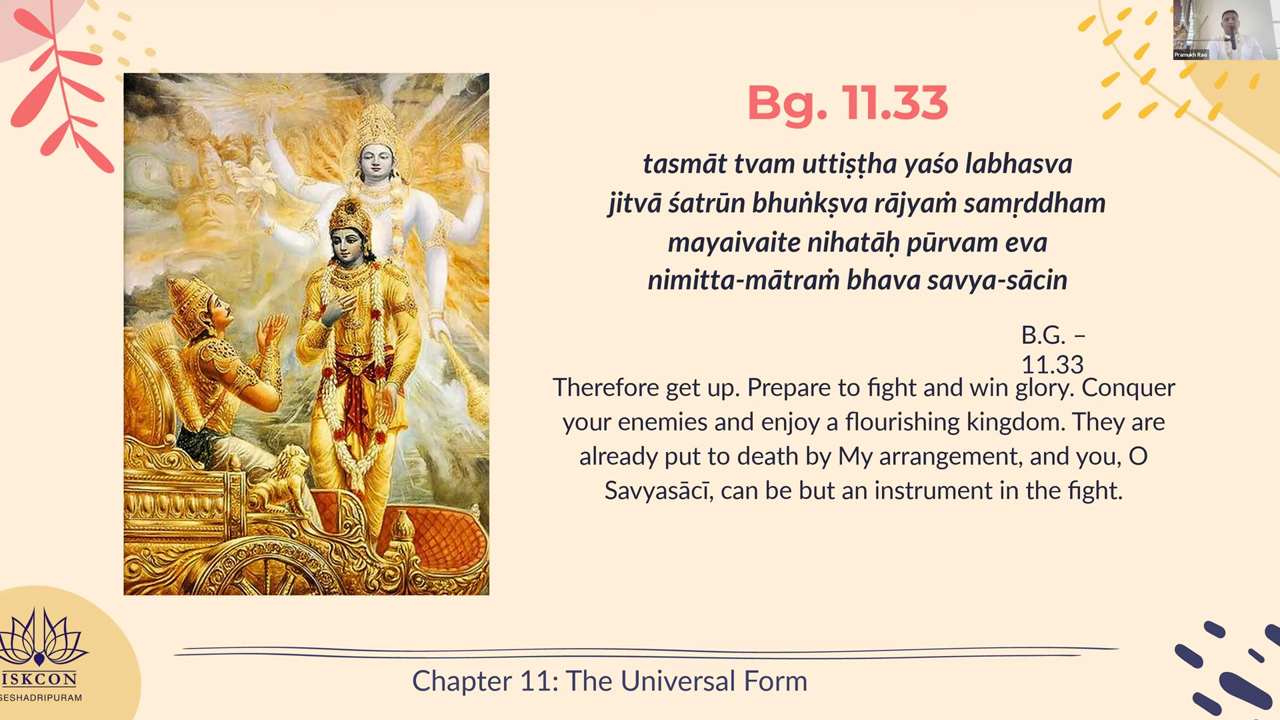 Pramukh Rao
Bg. 11.33
tasmāt tvam uttiṣṭha yaśo labhasva
jitvā śatrūn bhuṅkṣva rājyaṁ samṛddham
mayaivaite nihatāḥ pūrvam eva
nimitta-mātraṁ bhava savya-sācin
B.G. –
11.33
Therefore get up. Prepare to fight and win glory. Conquer
your enemies and enjoy a flourishing kingdom. They are
already put to death by My arrangement, and you, O
Savyasācī, can be but an instrument in the fight.
ISKCON
SESHADRIPURAM
Chapter 11: The Universal Form